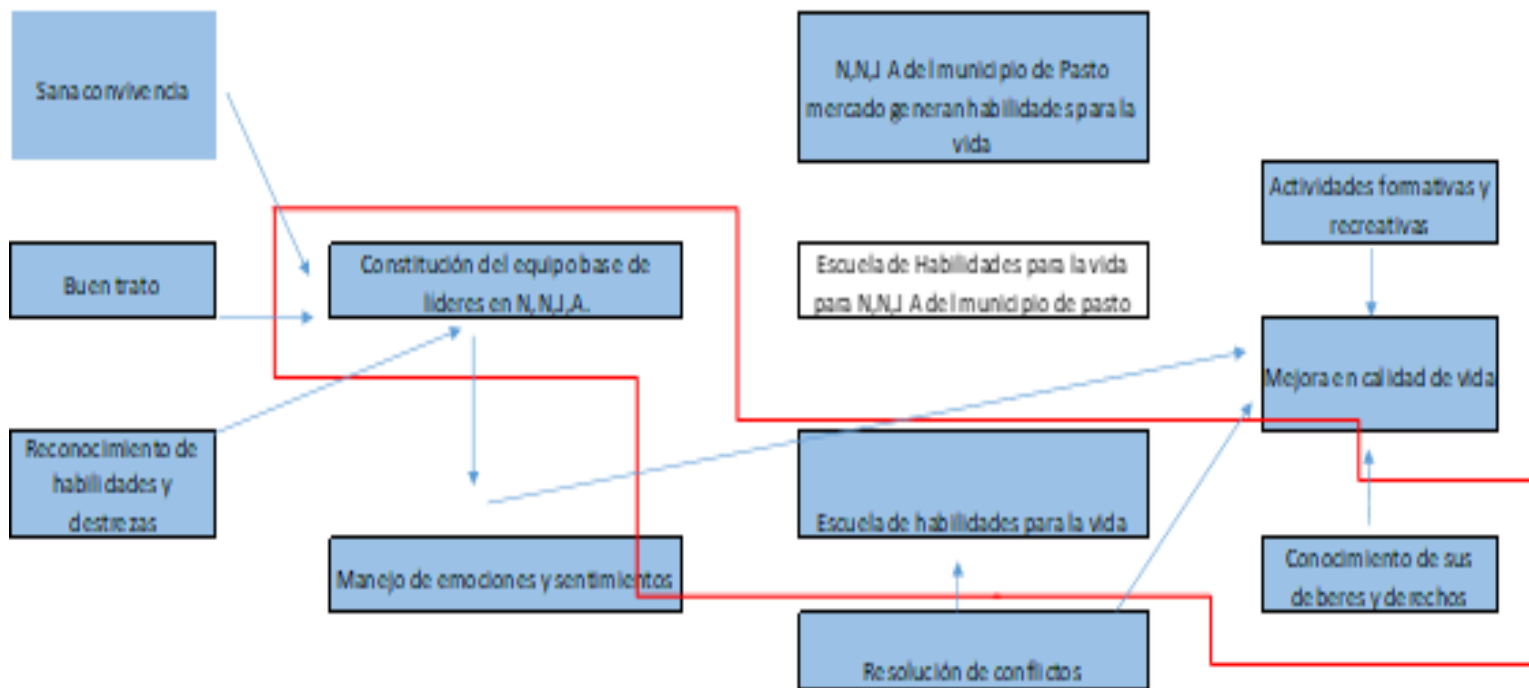 Sana convivencia
N,N,J A del municipio de Pasto
mercado generan habilidades para la
vida
Actividades formativas y
recreativas
Buen trato
Constitución del equipo base de
líderes en N,N,J,A.
Escuela de Habilidades para la vida
para N,N,J A del municipio de pasto
Mejora en calidad de vida
Reconocimiento de
habilidades y
destrezas
Escuela de habilidades para la vida
Manejo de emociones y sentimientos
Conocimiento de sus
deberes y derechos
Resolución de conflictos